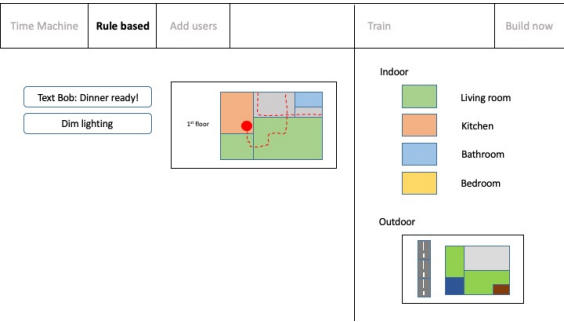 Time Machine
Rule based
Add users
Train
Build now
Text Bob: Dinner ready!
Dim lighting
1st floor
Indoor
Living room
Kitchen
Bathroom
Bedroom
Outdoor